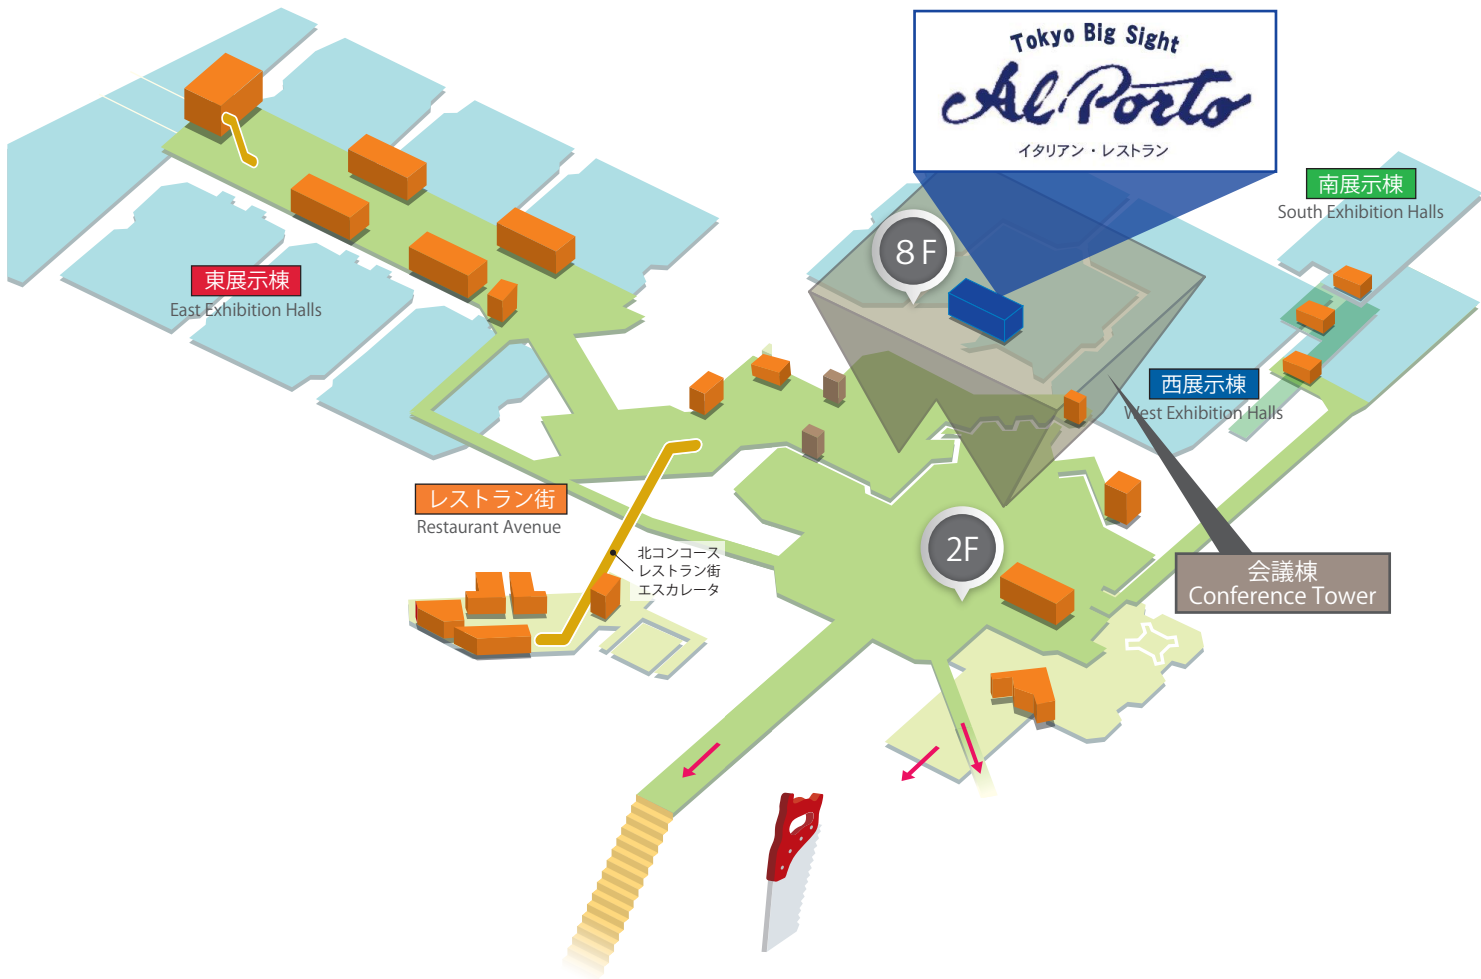 Tokyo Big Sight
Al Porto
イタリアン・レストラン
南展示棟
South Exhibition Halls
8F
東展示棟
East Exhibition Halls
西展示棟
West Exhibition Halls
レストラン街
Restaurant Avenue
北コンコース
レストラン街
エスカレータ
2F
会議棟
Conference Tower